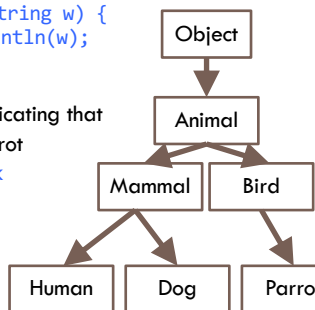 tring w) {
ntln(w);
Object
icating that
rot
Animal
Mammal
Bird
Human
Dog
Parro